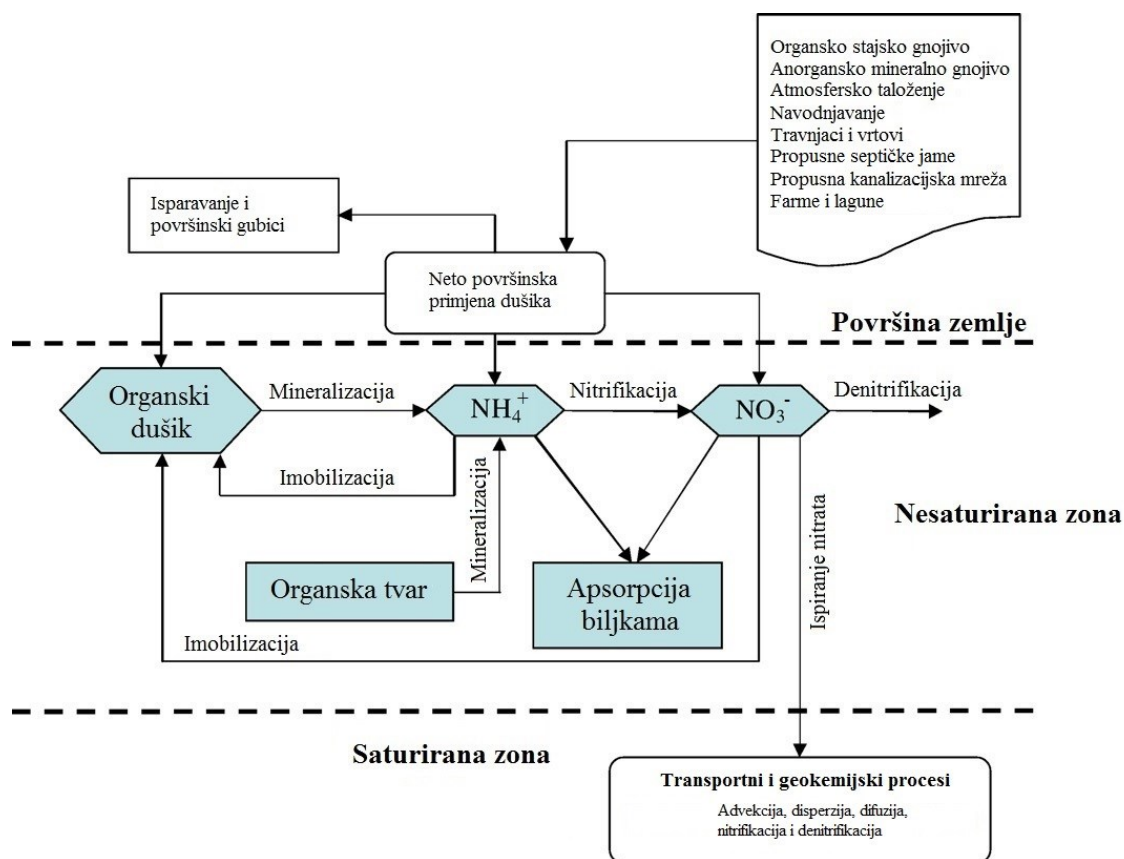 Organsko stajsko gnojivo
Anorgansko mineralno gnojivo
Atmosfersko taloženje
Navodnjavanje
Travnjaci i vrtovi
Propusne septičke jame
Propusna kanalizacijska mreža
Farme i lagune
Isparavanje i
površinski gubici
Neto površinska
primjena dušika
Površina zemlje
Organski
dušik
Mineralizacija
NH₄⁺
Nitrifikacija
NO₃⁻
Denitrifikacija
Imobilizacija
Mineralizacija
Nesaturirana zona
Organska tvar
Apsorpcija
biljkama
Ispiranje nitrata
Imobilizacija
Saturirana zona
Transportni i geokemijski procesi
Advekcija, disperzija, difuzija,
nitrifikacija i denitrifikacija